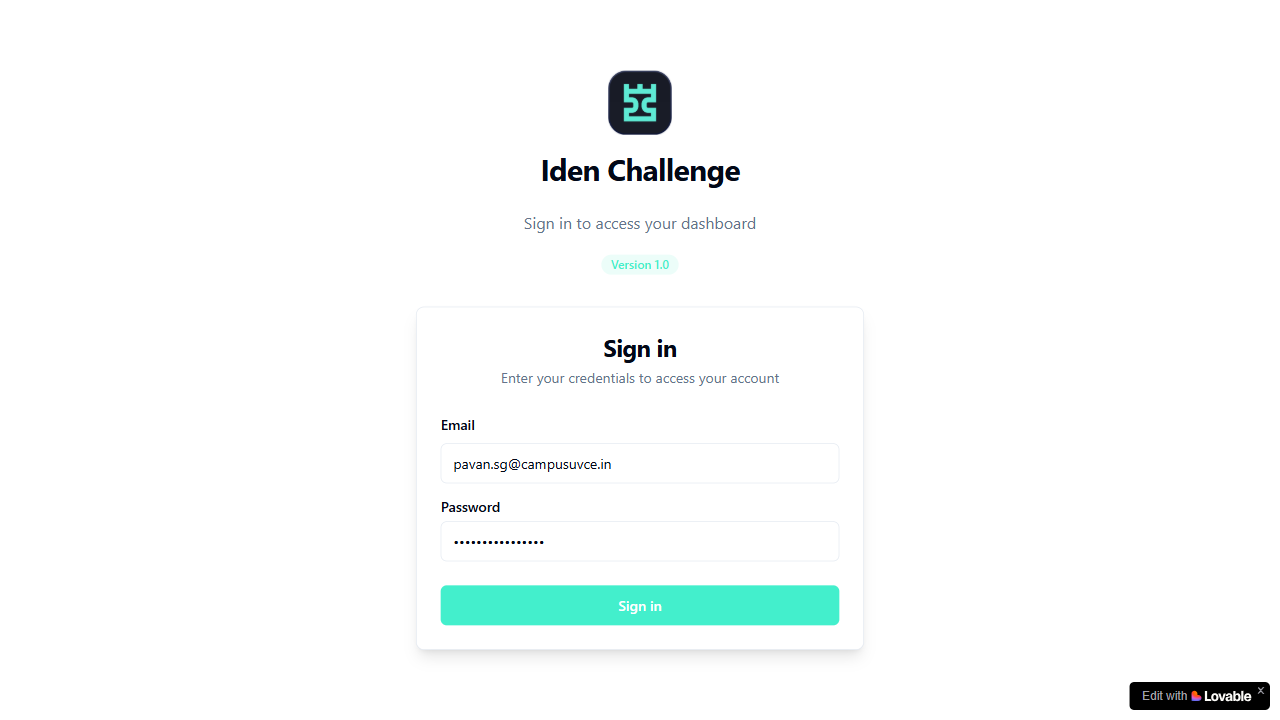 Iden Challenge
Sign in to access your dashboard
Version 1.0
Sign in
Enter your credentials to access your account
Email
pavan.sg@campusuvce.in
Password
••••••••••••••••
Sign in
Edit with Lovable x